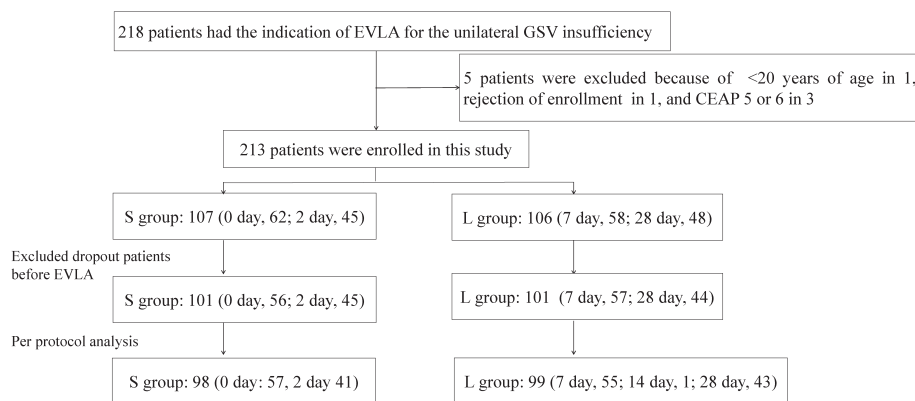 218 patients had the indication of EVLA for the unilateral GSV insufficiency
5 patients were excluded because of <20 years of age in 1,
rejection of enrollment in 1, and CEAP 5 or 6 in 3
213 patients were enrolled in this study
S group: 107 (0 day, 62; 2 day, 45)
L group: 106 (7 day, 58; 28 day, 48)
Excluded dropout patients
before EVLA
S group: 101 (0 day, 56; 2 day, 45)
L group: 101 (7 day, 57; 28 day, 44)
Per protocol analysis
S group: 98 (0 day: 57, 2 day 41)
L group: 99 (7 day, 55; 14 day, 1; 28 day, 43)